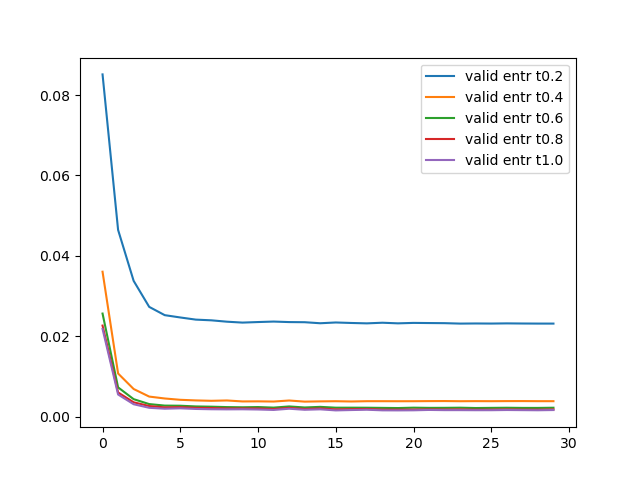 valid entr t0.2
valid entr t0.4
valid entr t0.6
valid entr t0.8
valid entr t1.0
0.08
0.06
0.04
0.02
0.00
0 5 10 15 20 25 30